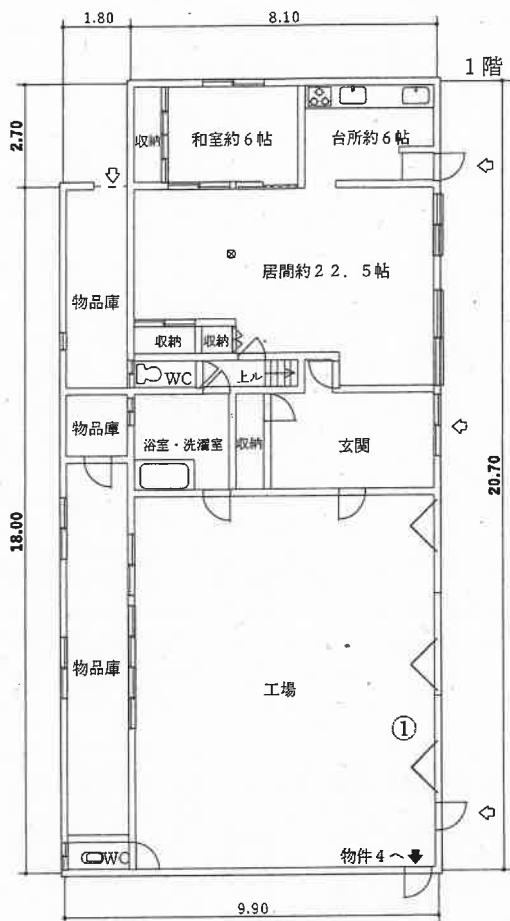 1.80
8.10
1階
2.70
収納
和室約6帖
台所約6帖
居間約22.5帖
物品庫
収納
収納
WC
上ル
物品庫
浴室・洗濯室
収納
玄関
18.00
20.70
物品庫
工場
①
WC
物件4へ
9.90